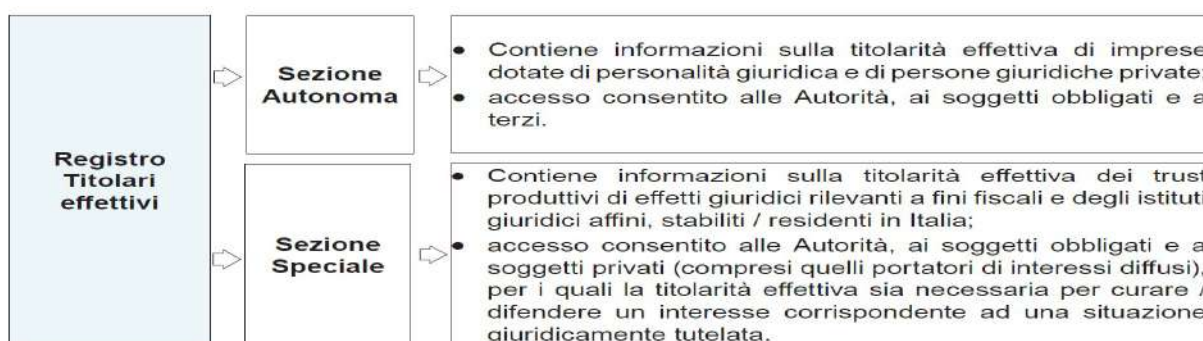 Registro
Titolari
effettivi
Sezione
Autonoma
• Contiene informazioni sulla titolarità effettiva di imprese
dotate di personalità giuridica e di persone giuridiche private;
• accesso consentito alle Autorità, ai soggetti obbligati e a
terzi.
Sezione
Speciale
• Contiene informazioni sulla titolarità effettiva dei trust
produttivi di effetti giuridici rilevanti a fini fiscali e degli istituti
giuridici affini, stabiliti / residenti in Italia;
• accesso consentito alle Autorità, ai soggetti obbligati e a
soggetti privati (compresi quelli portatori di interessi diffusi),
per i quali la titolarità effettiva sia necessaria per curare /
difendere un interesse corrispondente ad una situazione
giuridicamente tutelata.